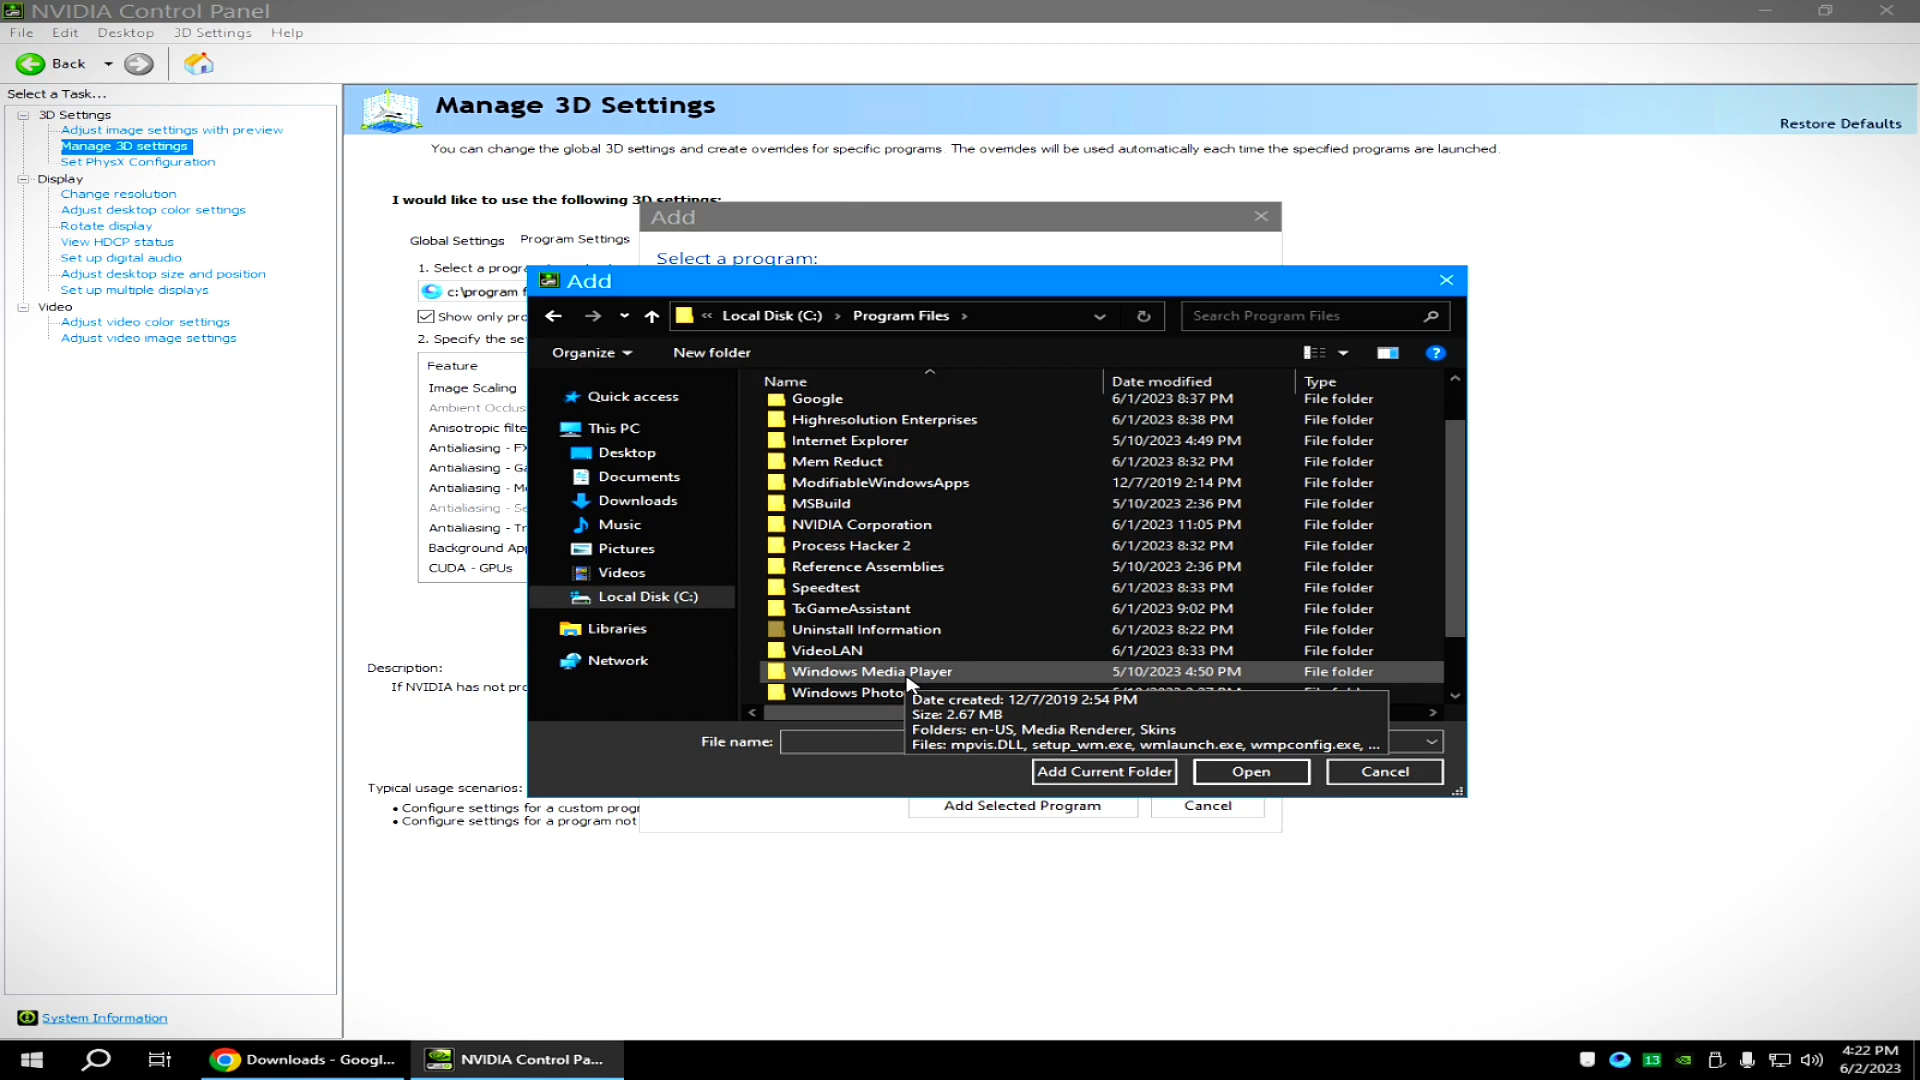 NVIDIA Control Panel
File Edit Desktop 3D Settings Help
Back
Select a Task...
3D Settings
Adjust image settings with preview
Manage 3D settings
Set PhysX Configuration
Display
Change resolution
Adjust desktop color settings
Rotate display
View HDCP status
Set up digital audio
Adjust desktop size and position
Set up multiple displays
Video
Adjust video color settings
Adjust video image settings
System Information
Manage 3D Settings
Restore Defaults
You can change the global 3D settings and create overrides for specific programs. The overrides will be used automatically each time the specified programs are launched.
I would like to use the following 3D settings:
Global Settings Program Settings
1. Select a progra
c:\program f
Show only pro
2. Specify the se
Feature
Image Scaling
Ambient Occlus
Anisotropic filte
Antialiasing - FX
Antialiasing - Ga
Antialiasing - Mo
Antialiasing - Se
Antialiasing - Tr
Background App
CUDA - GPUs
Description:
If NVIDIA has not pro
Typical usage scenarios:
• Configure settings for a custom progr
• Configure settings for a program not
Add
Select a program:
Add Selected Program Cancel
Add
« Local Disk (C:) › Program Files ›
Search Program Files
Organize New folder
Quick access
This PC
Desktop
Documents
Downloads
Music
Pictures
Videos
Local Disk (C:)
Libraries
Network
Name Date modified Type
Google 6/1/2023 8:37 PM File folder
Highresolution Enterprises 6/1/2023 8:38 PM File folder
Internet Explorer 5/10/2023 4:49 PM File folder
Mem Reduct 6/1/2023 8:32 PM File folder
ModifiableWindowsApps 12/7/2019 2:14 PM File folder
MSBuild 5/10/2023 2:36 PM File folder
NVIDIA Corporation 6/1/2023 11:05 PM File folder
Process Hacker 2 6/1/2023 8:32 PM File folder
Reference Assemblies 5/10/2023 2:36 PM File folder
Speedtest 6/1/2023 8:33 PM File folder
TxGameAssistant 6/1/2023 9:02 PM File folder
Uninstall Information 6/1/2023 8:22 PM File folder
VideoLAN 6/1/2023 8:33 PM File folder
Windows Media Player 5/10/2023 4:50 PM File folder
Windows Photo File folder
Date created: 12/7/2019 2:54 PM
Size: 2.67 MB
Folders: en-US, Media Renderer, Skins
Files: mpvis.DLL, setup_wm.exe, wmlaunch.exe, wmpconfig.exe, ...
File name:
Add Current Folder Open Cancel
Downloads - Googl... NVIDIA Control Pa...
13
4:22 PM
6/2/2023